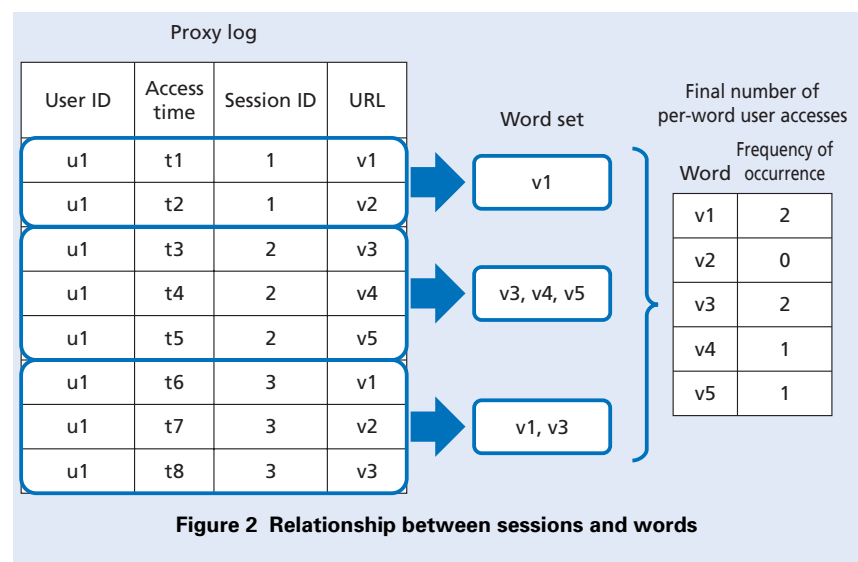 Proxy log
User ID Access time Session ID URL
u1 t1 1 v1
u1 t2 1 v2
u1 t3 2 v3
u1 t4 2 v4
u1 t5 2 v5
u1 t6 3 v1
u1 t7 3 v2
u1 t8 3 v3
Word set
v1
v3, v4, v5
v1, v3
Final number of
per-word user accesses
Word Frequency of occurrence
v1 2
v2 0
v3 2
v4 1
v5 1
Figure 2 Relationship between sessions and words